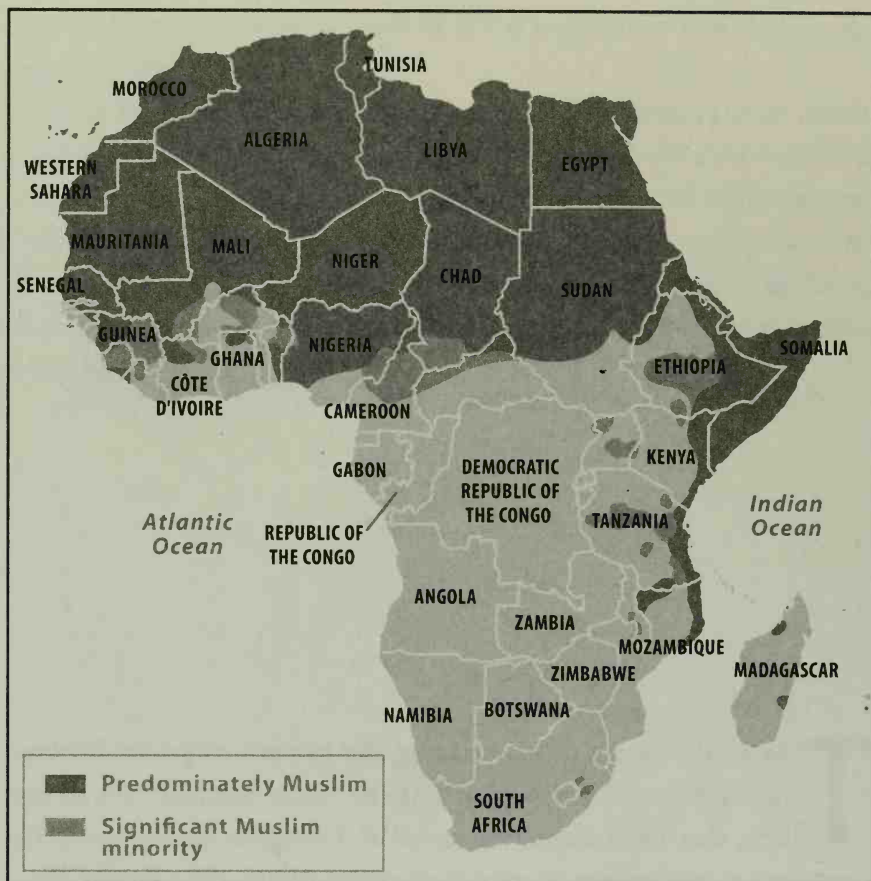 TUNISIA
MOROCCO
ALGERIA
LIBYA
EGYPT
WESTERN
SAHARA
MAURITANIA
MALI
NIGER
CHAD
SUDAN
SENEGAL
GUINEA
GHANA
NIGERIA
CÔTE
D'IVOIRE
ETHIOPIA
SOMALIA
CAMEROON
GABON
DEMOCRATIC
REPUBLIC OF
THE CONGO
KENYA
Atlantic
Ocean
REPUBLIC OF
THE CONGO
TANZANIA
Indian
Ocean
ANGOLA
ZAMBIA
MOZAMBIQUE
ZIMBABWE
MADAGASCAR
NAMIBIA
BOTSWANA
SOUTH
AFRICA
Predominately Muslim
Significant Muslim
minority